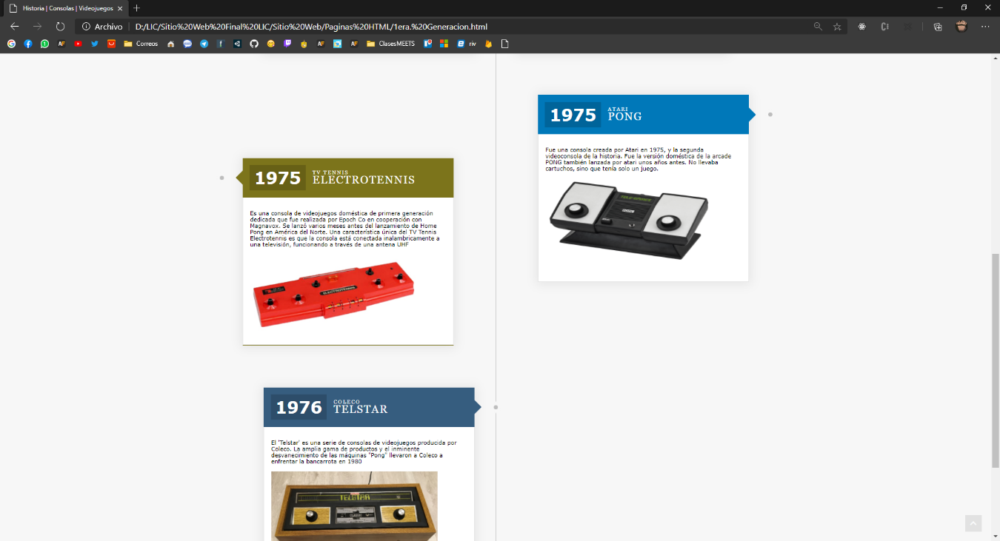 Historia | Consolas | Videojuegos
Archivo
D:/LIC/Sitio%20Web%20Final%20LIC/Sitio%20Web/Paginas%20HTML/1era.%20Generacion.html
Correos
ClasesMEETS
riv
1975
ATARI
PONG
Fue una consola creada por Atari en 1975, y la segunda
videoconsola de la historia. Fue la versión doméstica de la arcade
PONG también lanzada por atari unos años antes. No llevaba
cartuchos, sino que tenía solo un juego.
1975
TV TENNIS
ELECTROTENNIS
Es una consola de videojuegos doméstica de primera generación
dedicada que fue realizada por Epoch Co en cooperación con
Magnavox. Se lanzó varios meses antes del lanzamiento de Home
Pong en América del Norte. Una característica única del TV Tennis
Electrotennis es que la consola está conectada inalambricamente a
una televisión, funcionando a través de una antena UHF
ELECTROTENNIS
1976
COLECO
TELSTAR
El 'Telstar' es una serie de consolas de videojuegos producida por
Coleco. La amplia gama de productos y el inminente
desvanecimiento de las máquinas "Pong" llevaron a Coleco a
enfrentar la bancarrota en 1980
TELSTAR
CLASSIC